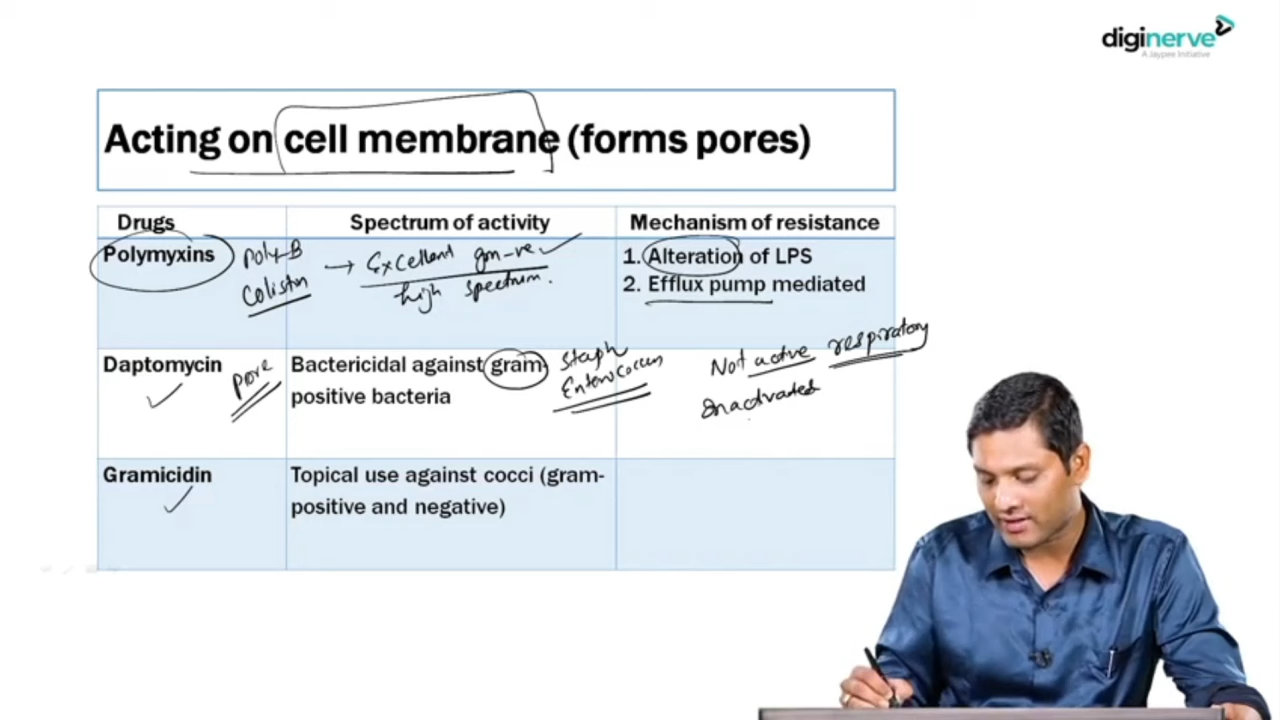 diginerve
A Jaypee Initiative
Acting on cell membrane (forms pores)
Drugs Spectrum of activity Mechanism of resistance
Polymyxins Poly-B Colistin → Excellent gm-ve high spectrum. 1. Alteration of LPS
2. Efflux pump mediated
Daptomycin pore Bactericidal against gram- Staph Enterococcus Not active respiratory
positive bacteria Inactivated
Gramicidin Topical use against cocci (gram-
positive and negative)